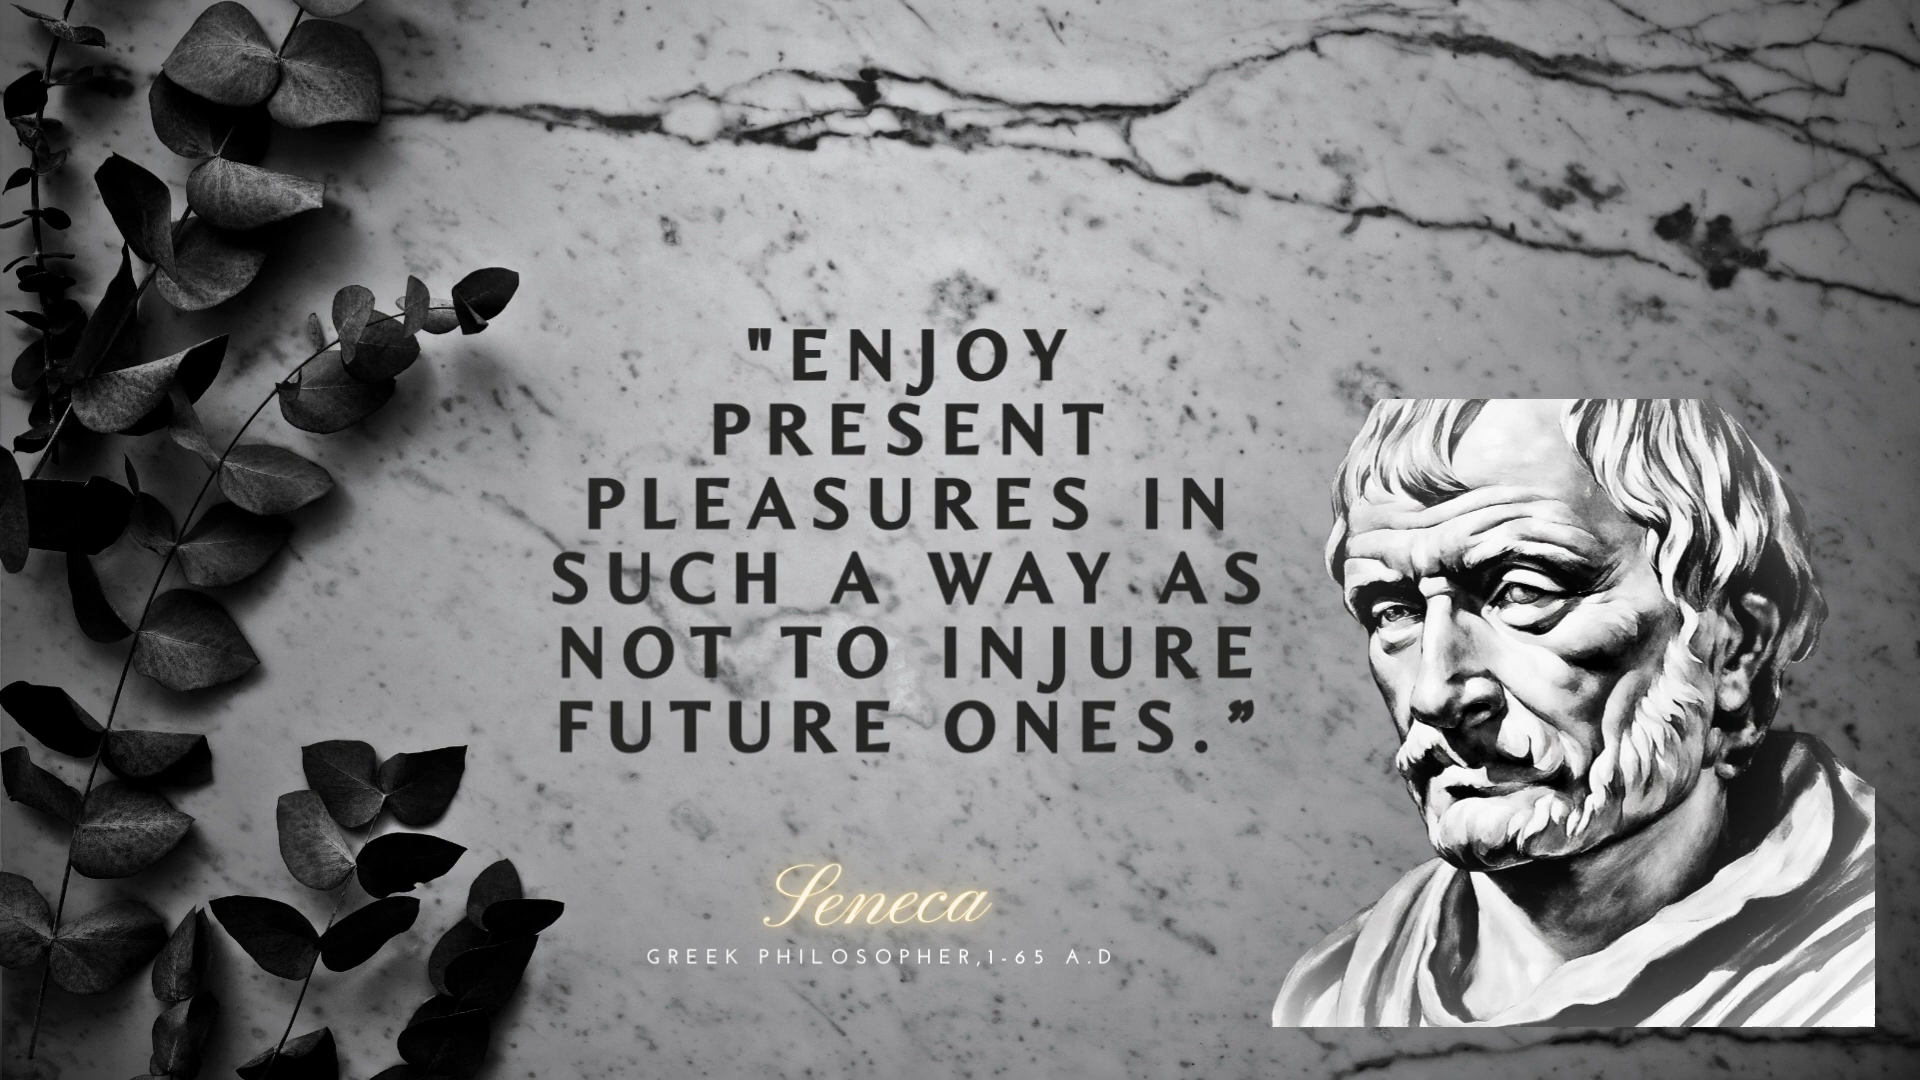 "ENJOY
PRESENT
PLEASURES IN
SUCH A WAY AS
NOT TO INJURE
FUTURE ONES.”
Seneca
GREEK PHILOSOPHER,1-65 A.D